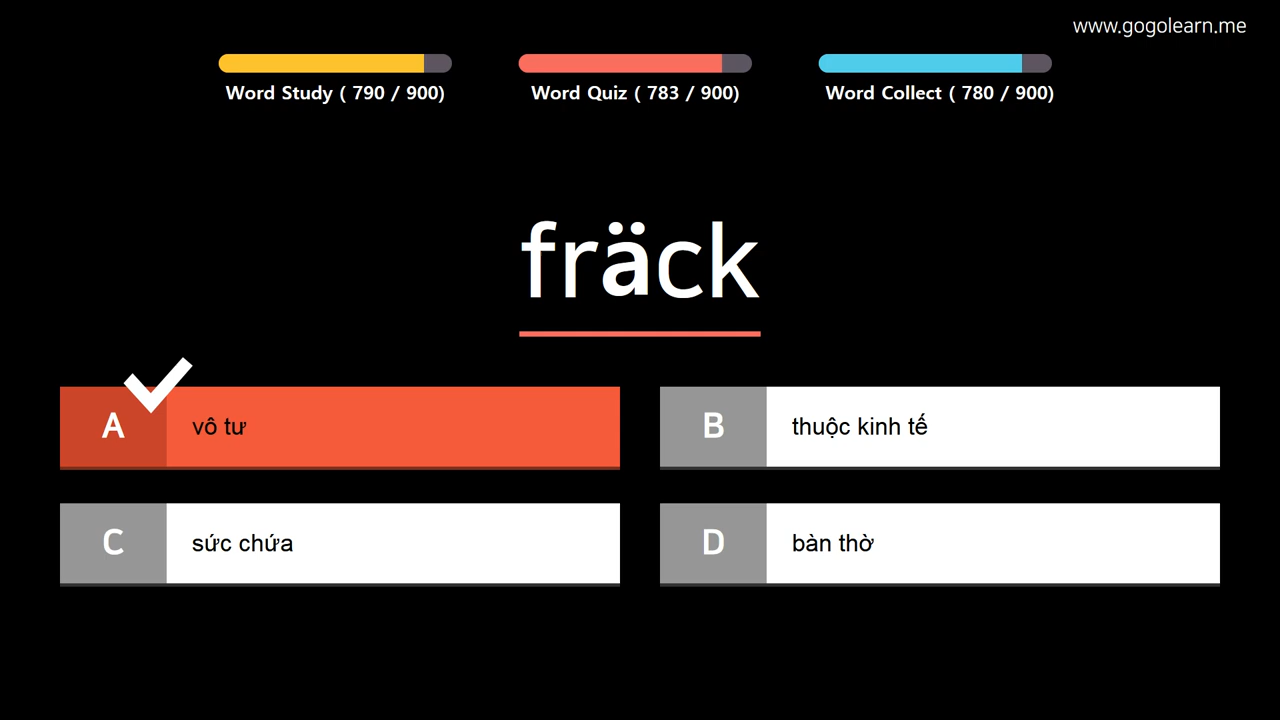 www.gogolearn.me
Word Study ( 790 / 900)
Word Quiz ( 783 / 900)
Word Collect ( 780 / 900)
fräck
A
vô tư
B
thuộc kinh tế
C
sức chứa
D
bàn thờ